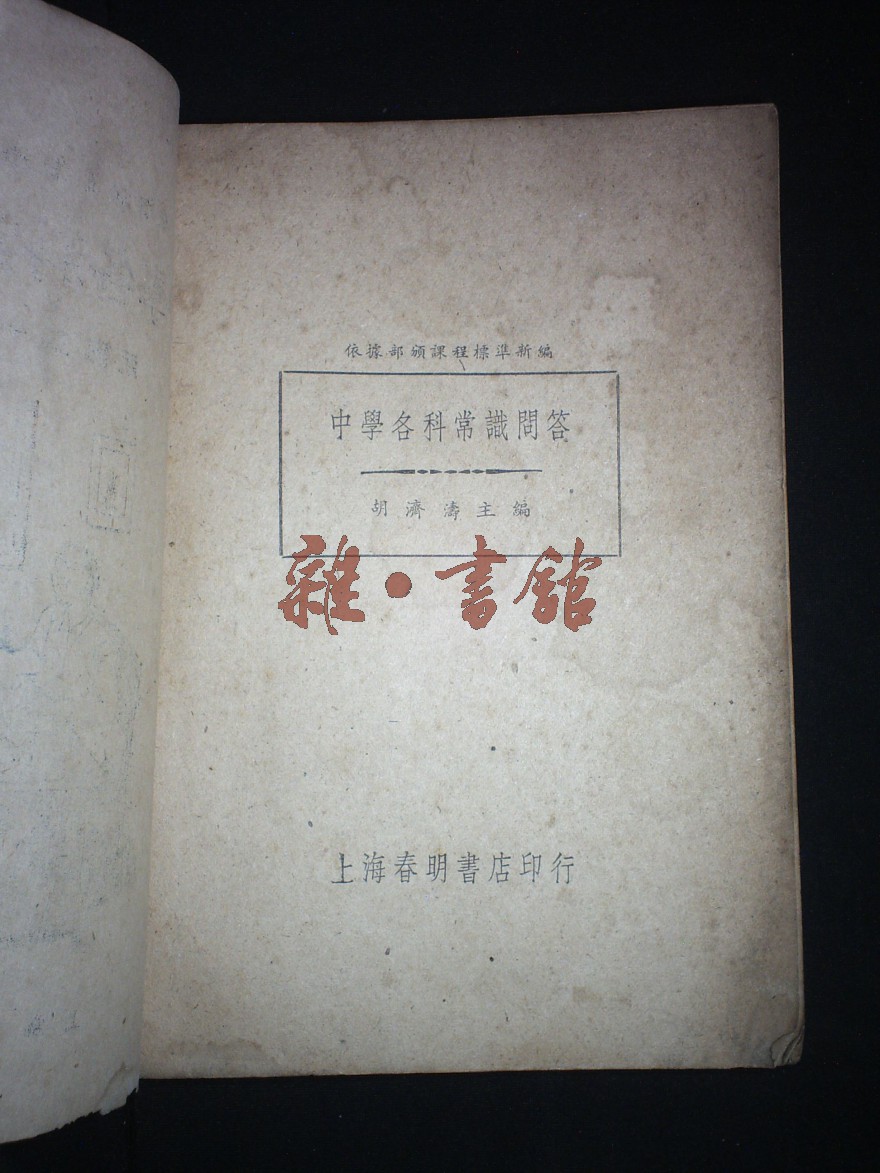 依據部頒課程標準新編
中學各科常識問答
胡濟濤主編
雜·書館
上海春明書店印行